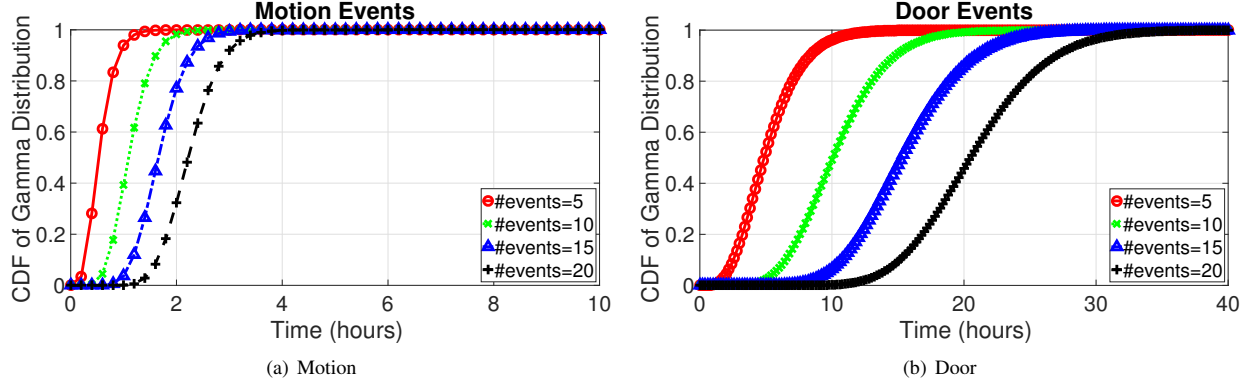 Motion Events
CDF of Gamma Distribution
1
0.8
0.6
0.4
0.2
0
0 2 4 6 8 10
Time (hours)
#events=5
#events=10
#events=15
#events=20
(a) Motion
Door Events
CDF of Gamma Distribution
1
0.8
0.6
0.4
0.2
0
0 10 20 30 40
Time (hours)
#events=5
#events=10
#events=15
#events=20
(b) Door